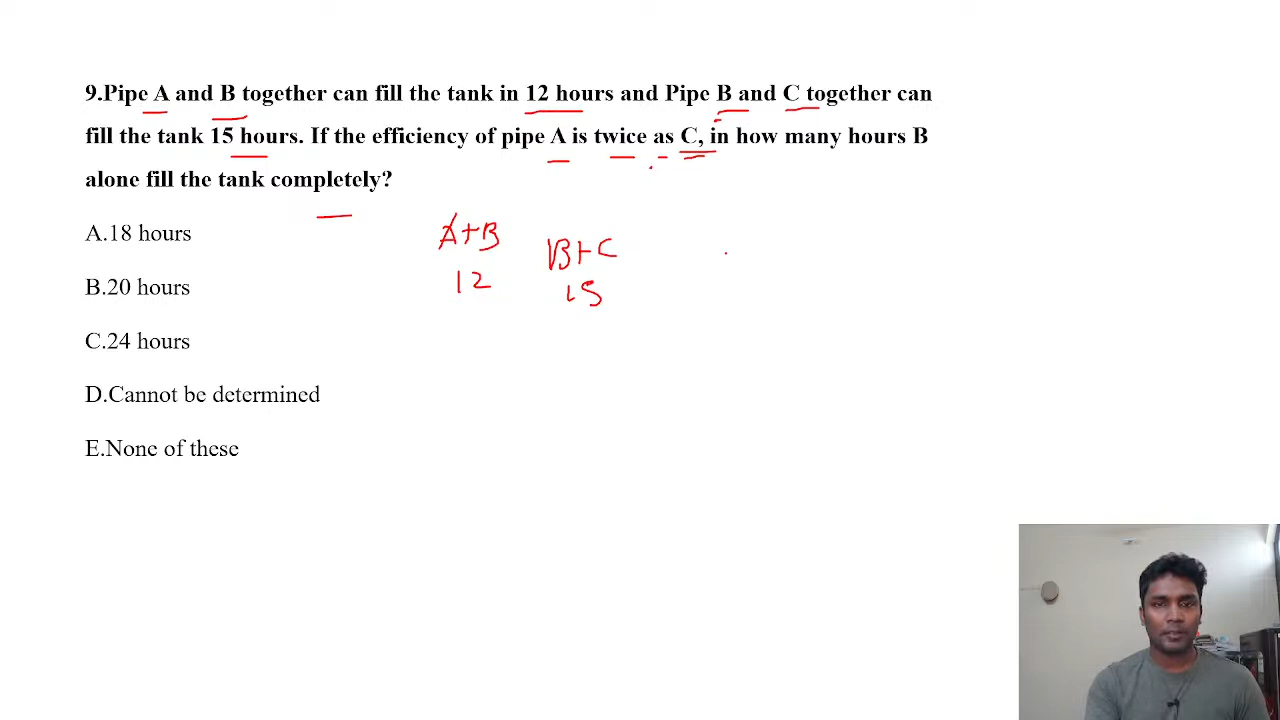 9.Pipe A and B together can fill the tank in 12 hours and Pipe B and C together can
fill the tank 15 hours. If the efficiency of pipe A is twice as C, in how many hours B
alone fill the tank completely?
A.18 hours
B.20 hours
C.24 hours
D.Cannot be determined
E.None of these
A+B
12
B+C
15